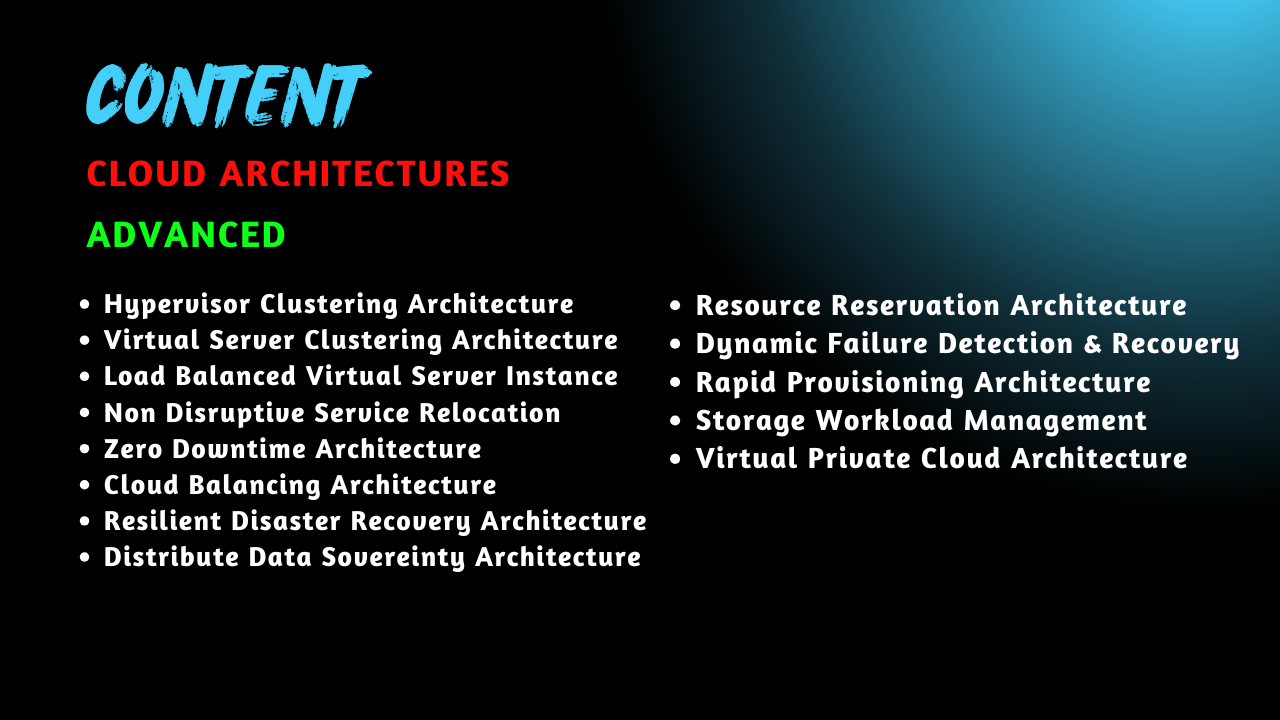 CONTENT
CLOUD ARCHITECTURES
ADVANCED
• Hypervisor Clustering Architecture
• Virtual Server Clustering Architecture
• Load Balanced Virtual Server Instance
• Non Disruptive Service Relocation
• Zero Downtime Architecture
• Cloud Balancing Architecture
• Resilient Disaster Recovery Architecture
• Distribute Data Sovereinty Architecture
• Resource Reservation Architecture
• Dynamic Failure Detection & Recovery
• Rapid Provisioning Architecture
• Storage Workload Management
• Virtual Private Cloud Architecture